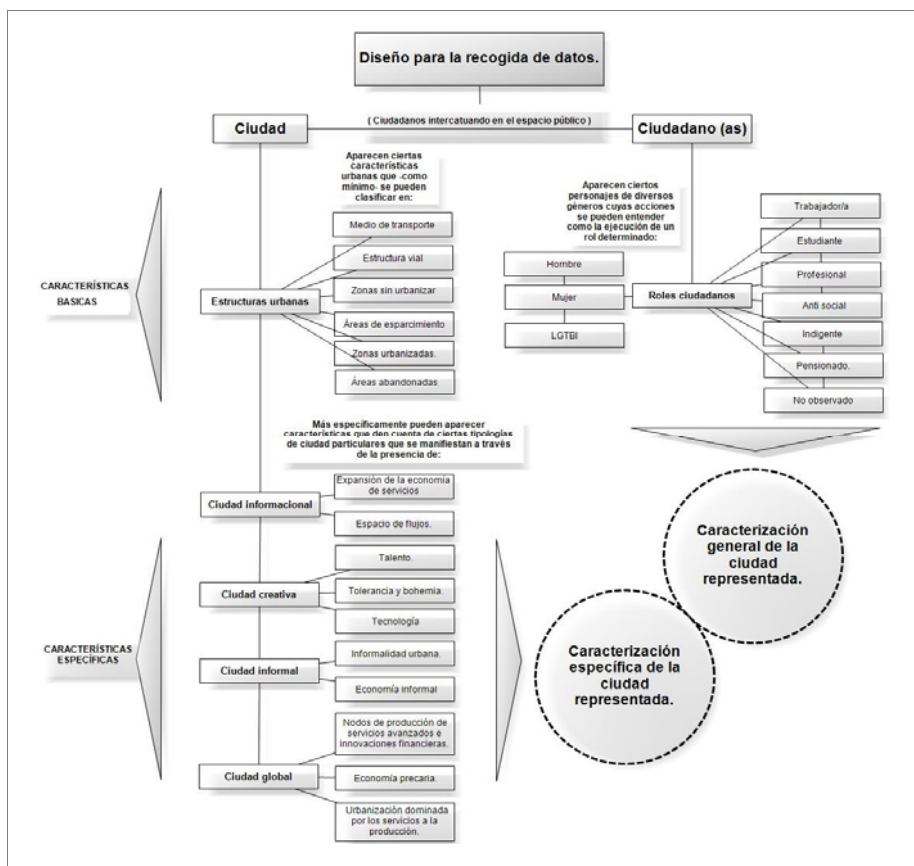 Diseño para la recogida de datos.
Ciudad
( Ciudadanos intercatuando en el espacio público )
Ciudadano (as)
Aparecen ciertas
características
urbanas que -como
mínimo- se pueden
clasificar en:
Medio de transporte
Estructura vial
Zonas sin urbanizar
Áreas de esparcimiento
Zonas urbanizadas.
Áreas abandonadas
Estructuras urbanas
CARACTERÍSTICAS
BASICAS
Aparecen ciertos
personajes de diversos
géneros cuyas acciones
se pueden entender
como la ejecución de un
rol determinado:
Hombre
Mujer
LGTBI
Roles ciudadanos
Trabajador/a
Estudiante
Profesional
Anti social
Indigente
Pensionado.
No observado
Más específicamente pueden aparecer
características que den cuenta de ciertas tipologías
de ciudad particulares que se manifiestan a través
de la presencia de:
Ciudad informacional
Expansión de la economía
de servicios
Espacio de flujos.
Ciudad creativa
Talento.
Tolerancia y bohemia.
Tecnología
CARACTERÍSTICAS
ESPECÍFICAS
Ciudad informal
Informalidad urbana.
Economía informal
Ciudad global
Nodos de producción de
servicios avanzados e
innovaciones financieras.
Economía precaria.
Urbanización dominada
por los servicios a la
producción.
Caracterización
general de la
ciudad
representada.
Caracterización
específica de la
ciudad
representada.